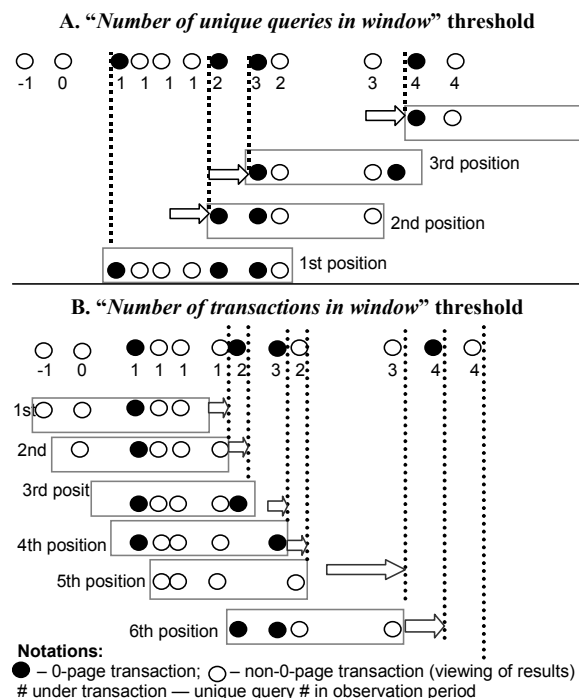 A. “Number of unique queries in window” threshold
-1 0 1 1 1 1 2 3 2 3 4 4
3rd position
2nd position
1st position
B. “Number of transactions in window” threshold
-1 0 1 1 1 1 2 3 2 3 4 4
1st
2nd
3rd posit
4th position
5th position
6th position
Notations:
– 0-page transaction; – non-0-page transaction (viewing of results)
# under transaction — unique query # in observation period